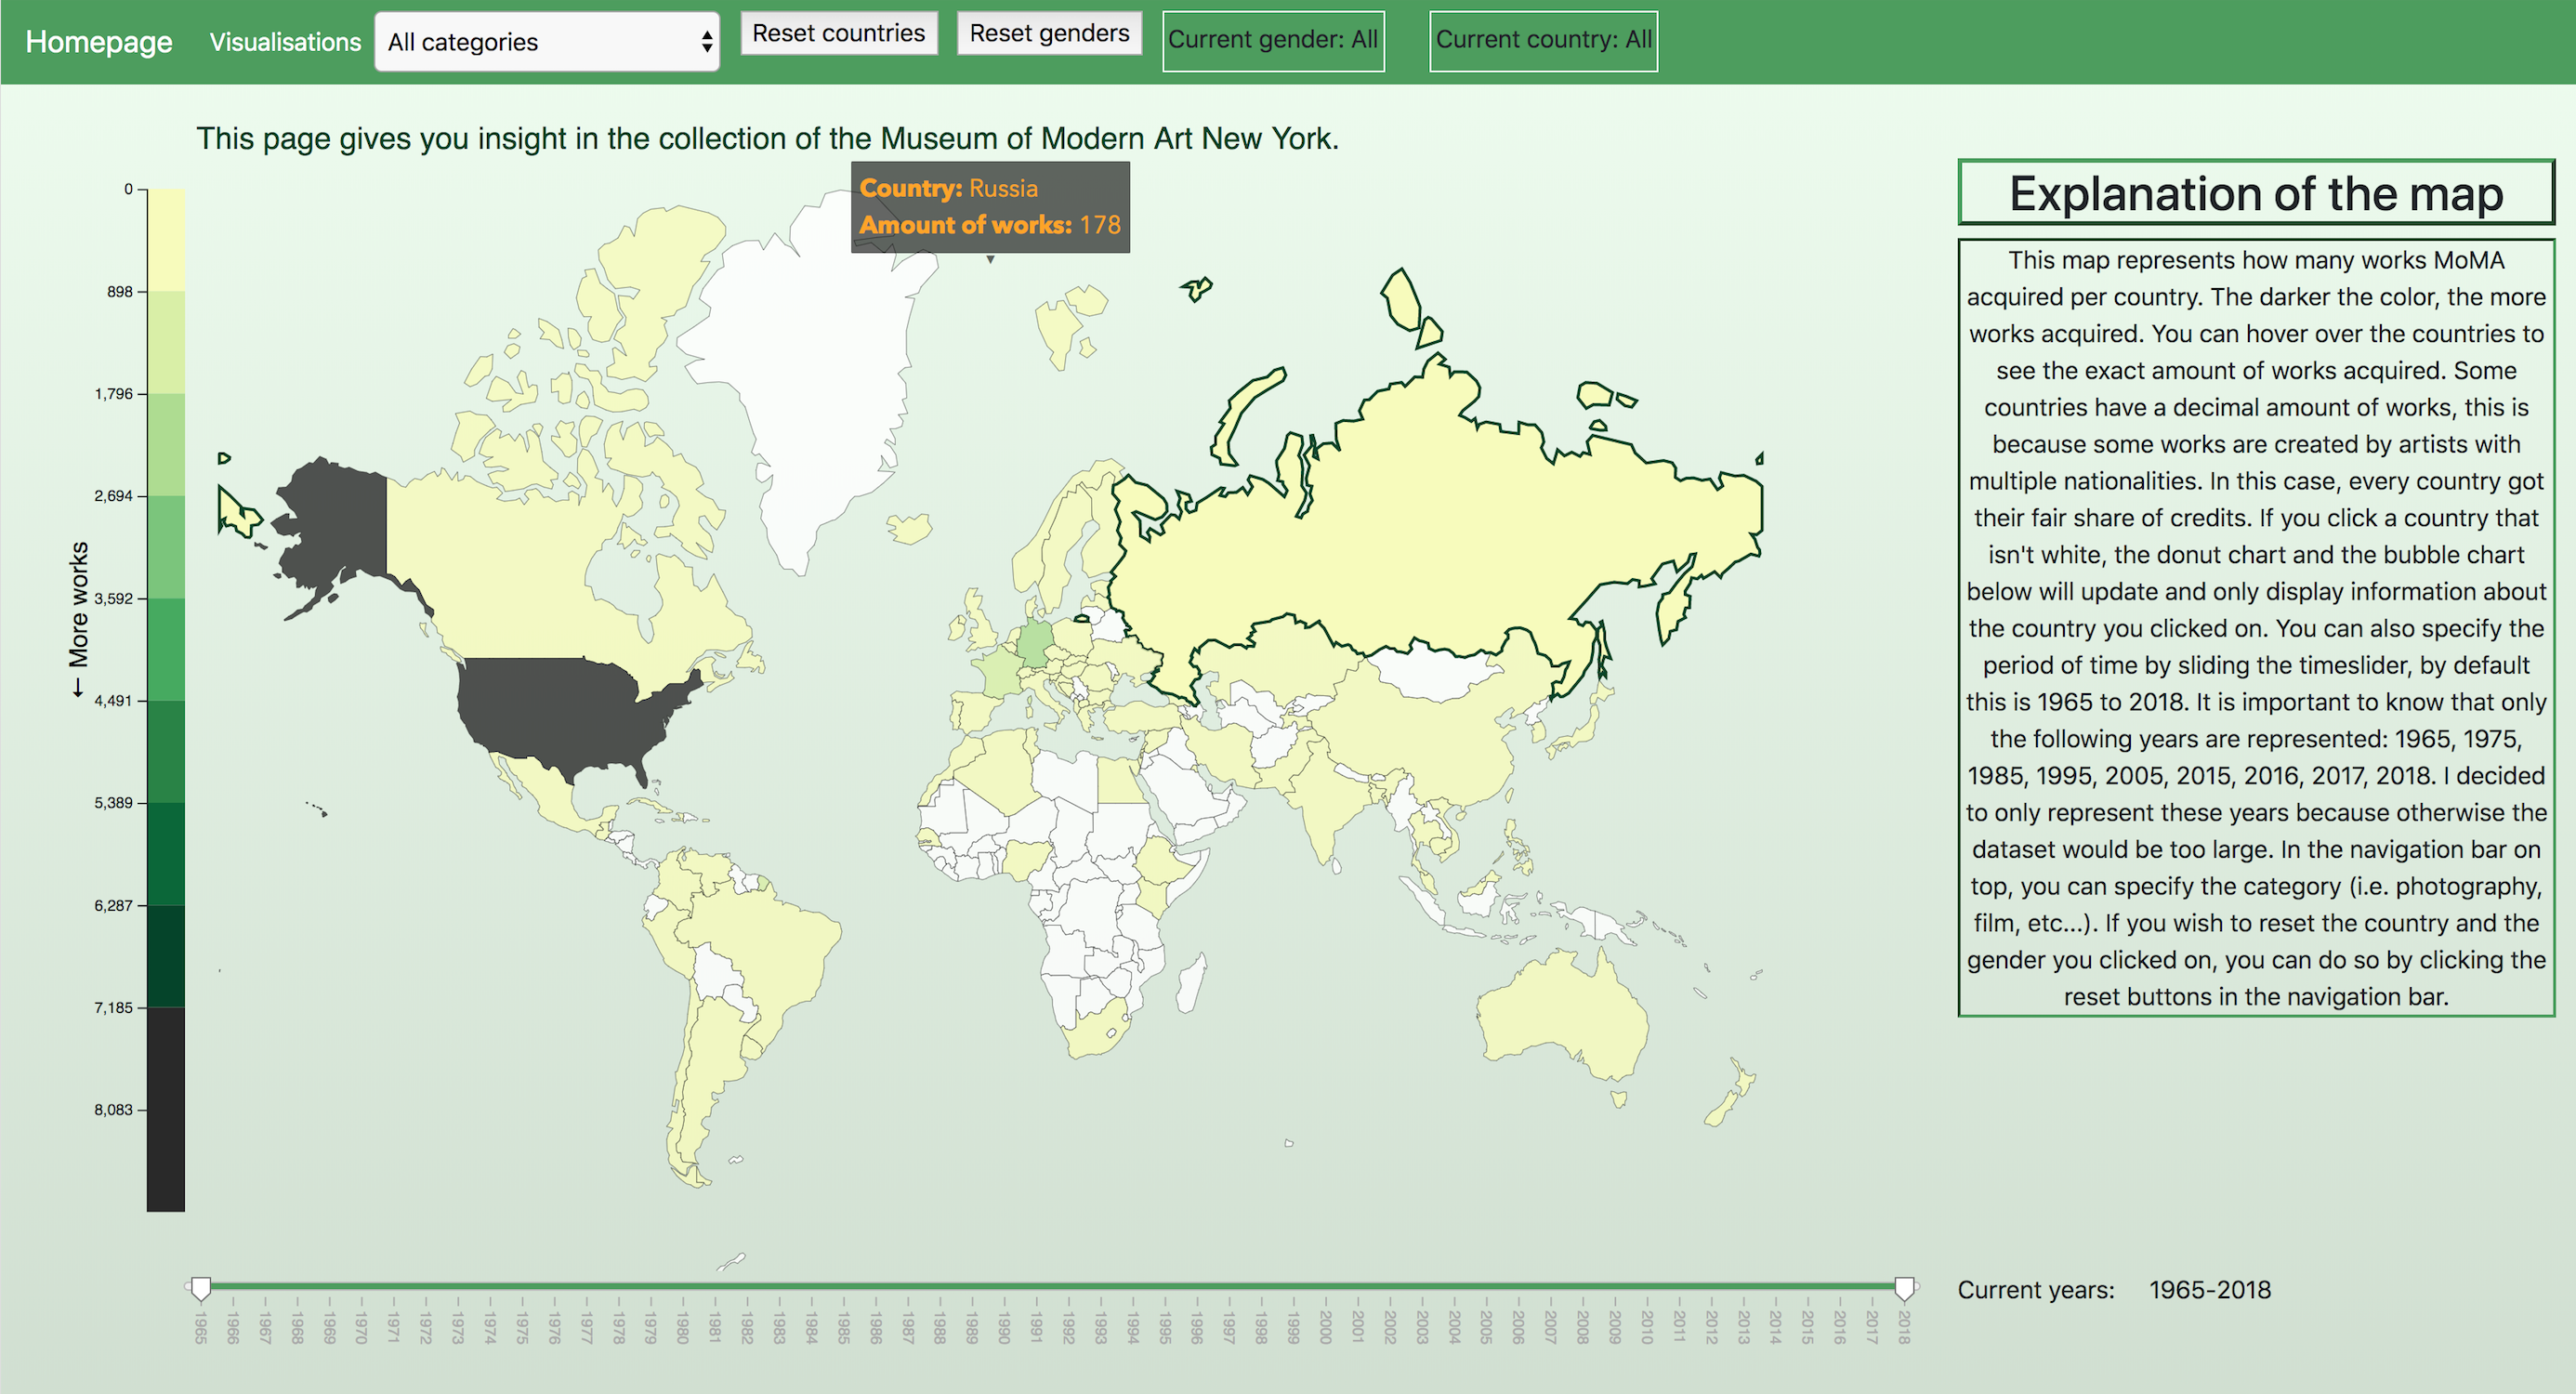 Homepage
Visualisations
All categories
Reset countries
Reset genders
Current gender: All
Current country: All
This page gives you insight in the collection of the Museum of Modern Art New York.
Country: Russia
Amount of works: 178
0
898
1,796
2,694
3,592
4,491
5,389
6,287
7,185
8,083
← More works
Explanation of the map
This map represents how many works MoMA
acquired per country. The darker the color, the more
works acquired. You can hover over the countries to
see the exact amount of works acquired. Some
countries have a decimal amount of works, this is
because some works are created by artists with
multiple nationalities. In this case, every country got
their fair share of credits. If you click a country that
isn't white, the donut chart and the bubble chart
below will update and only display information about
the country you clicked on. You can also specify the
period of time by sliding the timeslider, by default
this is 1965 to 2018. It is important to know that only
the following years are represented: 1965, 1975,
1985, 1995, 2005, 2015, 2016, 2017, 2018. I decided
to only represent these years because otherwise the
dataset would be too large. In the navigation bar on
top, you can specify the category (i.e. photography,
film, etc...). If you wish to reset the country and the
gender you clicked on, you can do so by clicking the
reset buttons in the navigation bar.
1965
1966
1967
1968
1969
1970
1971
1972
1973
1974
1975
1976
1977
1978
1979
1980
1981
1982
1983
1984
1985
1986
1987
1988
1989
1990
1991
1992
1993
1994
1995
1996
1997
1998
1999
2000
2001
2002
2003
2004
2005
2006
2007
2008
2009
2010
2011
2012
2013
2014
2015
2016
2017
2018
Current years: 1965-2018